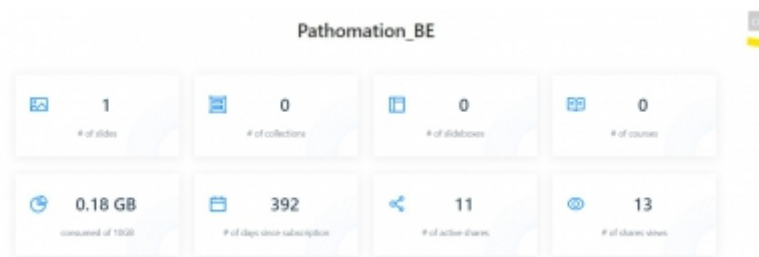 Pathomation_BE
1 0 0 0
# of slides # of collections # of slideboxes # of courses
0.18 GB 392 11 13
consumed of 10GB # of days since subscription # of active shares # of shares views